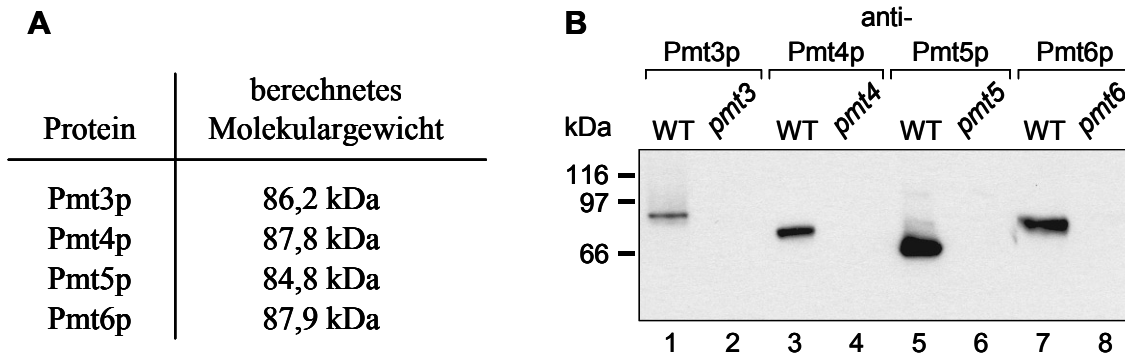 A
Protein
berechnetes
Molekulargewicht
Pmt3p 86,2 kDa
Pmt4p 87,8 kDa
Pmt5p 84,8 kDa
Pmt6p 87,9 kDa
B
anti-
Pmt3p Pmt4p Pmt5p Pmt6p
kDa WT pmt3 WT pmt4 WT pmt5 WT pmt6
116
97
66
1 2 3 4 5 6 7 8